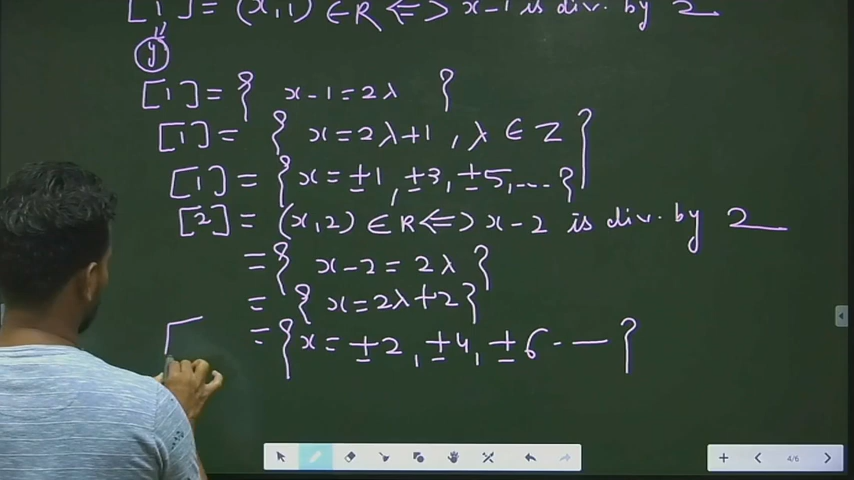 [1] = (x,1) ∈ R <=> x-1 is div. by 2
y
[1] = { x-1 = 2λ }
[1] = { x = 2λ+1 , λ ∈ Z }
[1] = { x = ±1, ±3, ±5, ... }
[2] = (x,2) ∈ R <=> x-2 is div. by 2
= { x-2 = 2λ }
= { x = 2λ+2 }
= { x = ±2, ±4, ±6 - — }
[
4/6